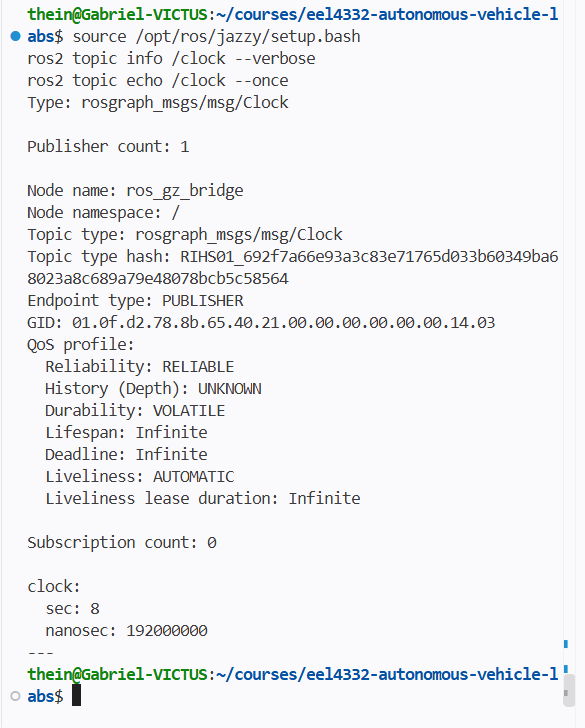 thein@Gabriel-VICTUS:~/courses/eel4332-autonomous-vehicle-l
abs$ source /opt/ros/jazzy/setup.bash
ros2 topic info /clock --verbose
ros2 topic echo /clock --once
Type: rosgraph_msgs/msg/Clock

Publisher count: 1

Node name: ros_gz_bridge
Node namespace: /
Topic type: rosgraph_msgs/msg/Clock
Topic type hash: RIHS01_692f7a66e93a3c83e71765d033b60349ba6
8023a8c689a79e48078bcb5c58564
Endpoint type: PUBLISHER
GID: 01.0f.d2.78.8b.65.40.21.00.00.00.00.00.00.14.03
QoS profile:
  Reliability: RELIABLE
  History (Depth): UNKNOWN
  Durability: VOLATILE
  Lifespan: Infinite
  Deadline: Infinite
  Liveliness: AUTOMATIC
  Liveliness lease duration: Infinite

Subscription count: 0

clock:
  sec: 8
  nanosec: 192000000
---
thein@Gabriel-VICTUS:~/courses/eel4332-autonomous-vehicle-l
abs$